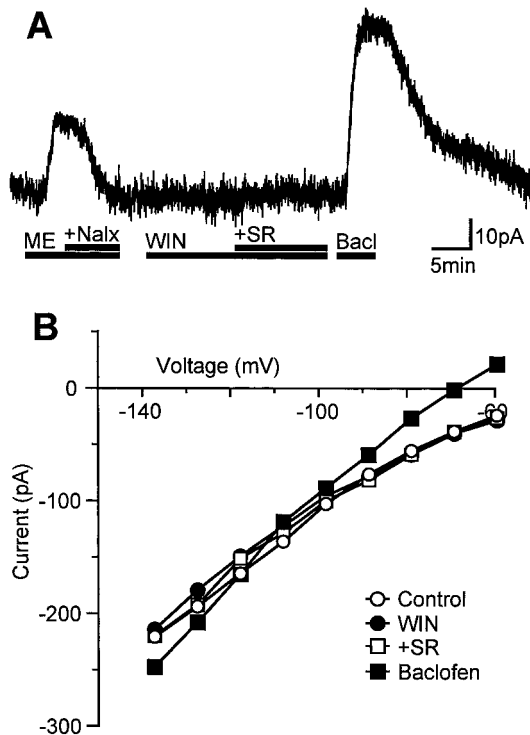 A
ME +Nalx WIN +SR Bacl
10pA
5min
B
Voltage (mV)
0
-140 -100 -60
-100
-200
-300
Current (pA)
Control
WIN
+SR
Baclofen